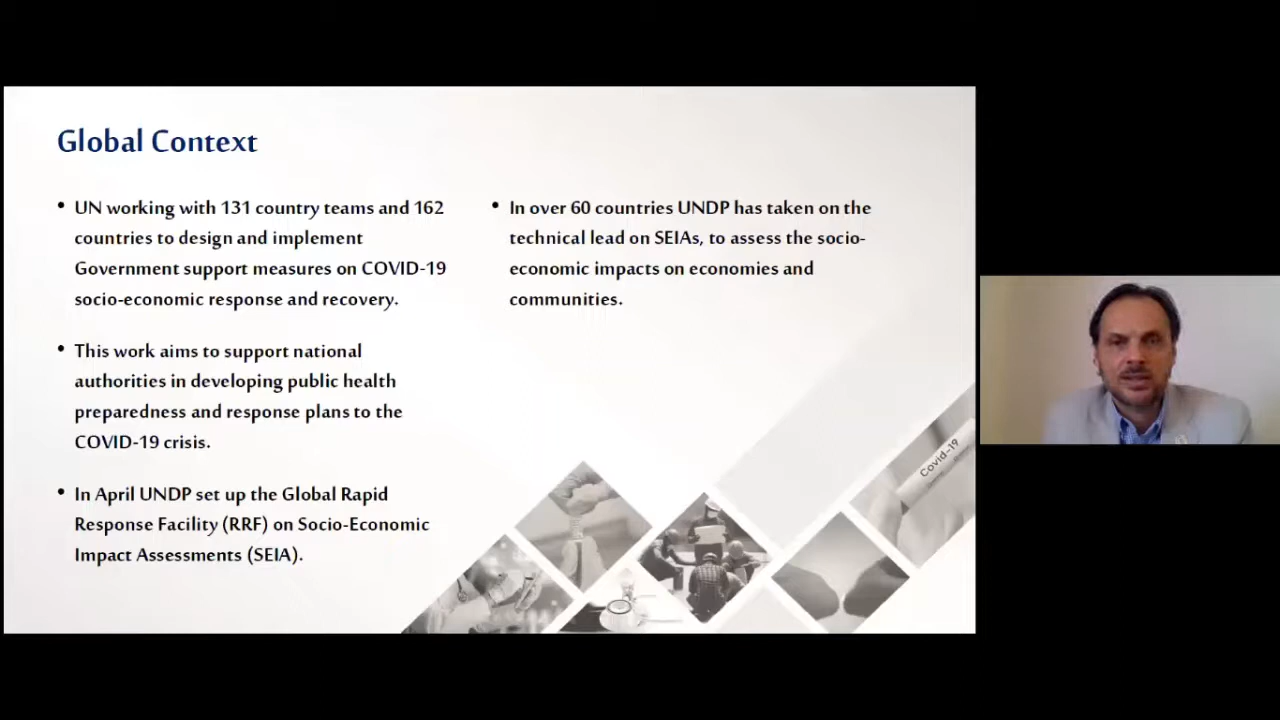 Global Context
• UN working with 131 country teams and 162
countries to design and implement
Government support measures on COVID-19
socio-economic response and recovery.
• This work aims to support national
authorities in developing public health
preparedness and response plans to the
COVID-19 crisis.
• In April UNDP set up the Global Rapid
Response Facility (RRF) on Socio-Economic
Impact Assessments (SEIA).
• In over 60 countries UNDP has taken on the
technical lead on SEIAs, to assess the socio-
economic impacts on economies and
communities.
Covid-19